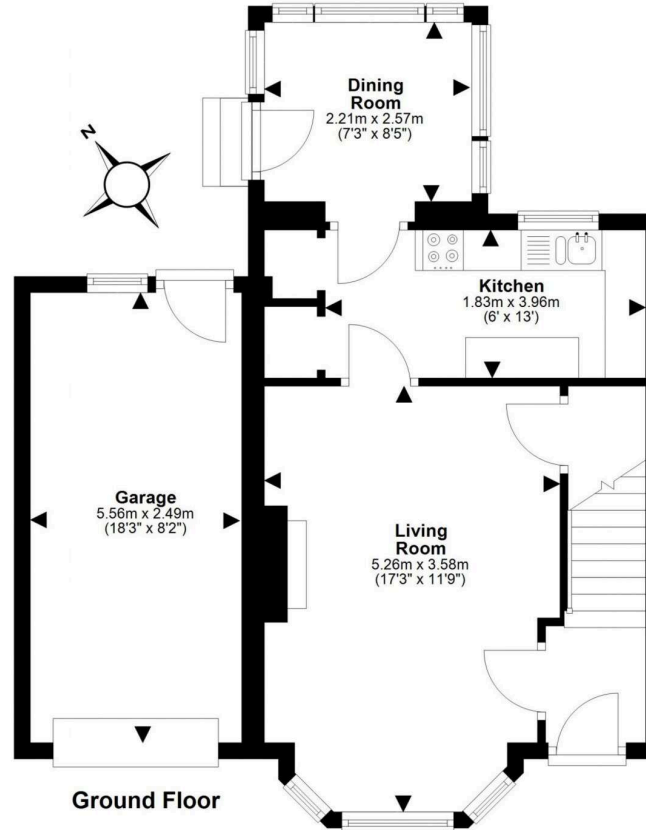 Dining
Room
2.21m x 2.57m
(7'3" x 8'5")
N
Kitchen
1.83m x 3.96m
(6' x 13')
Garage
5.56m x 2.49m
(18'3" x 8'2")
Living
Room
5.26m x 3.58m
(17'3" x 11'9")
Ground Floor